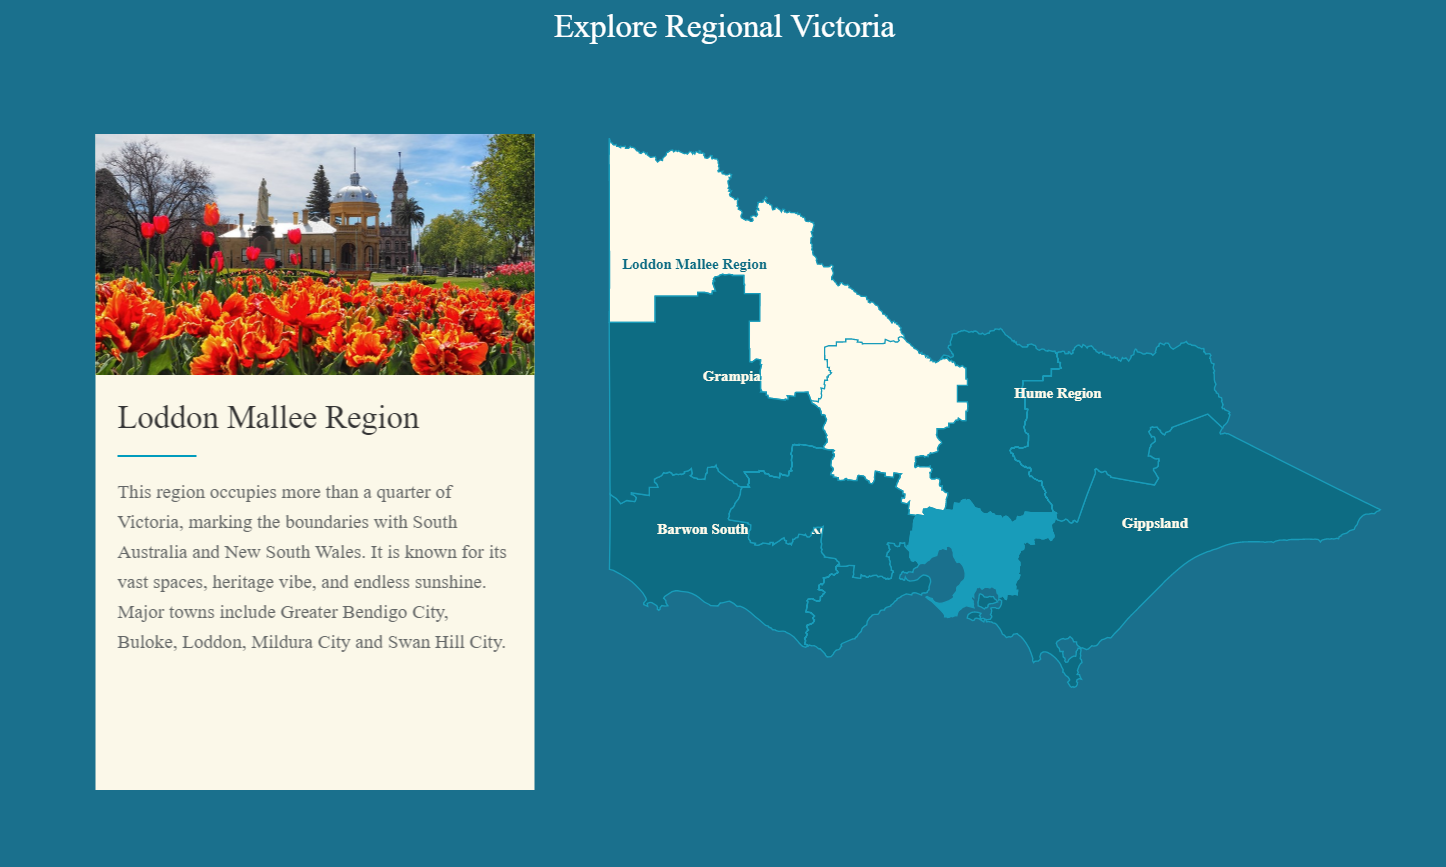 Explore Regional Victoria
Loddon Mallee Region
This region occupies more than a quarter of
Victoria, marking the boundaries with South
Australia and New South Wales. It is known for its
vast spaces, heritage vibe, and endless sunshine.
Major towns include Greater Bendigo City,
Buloke, Loddon, Mildura City and Swan Hill City.
Loddon Mallee Region
Grampia
Hume Region
Barwon South
Gippsland